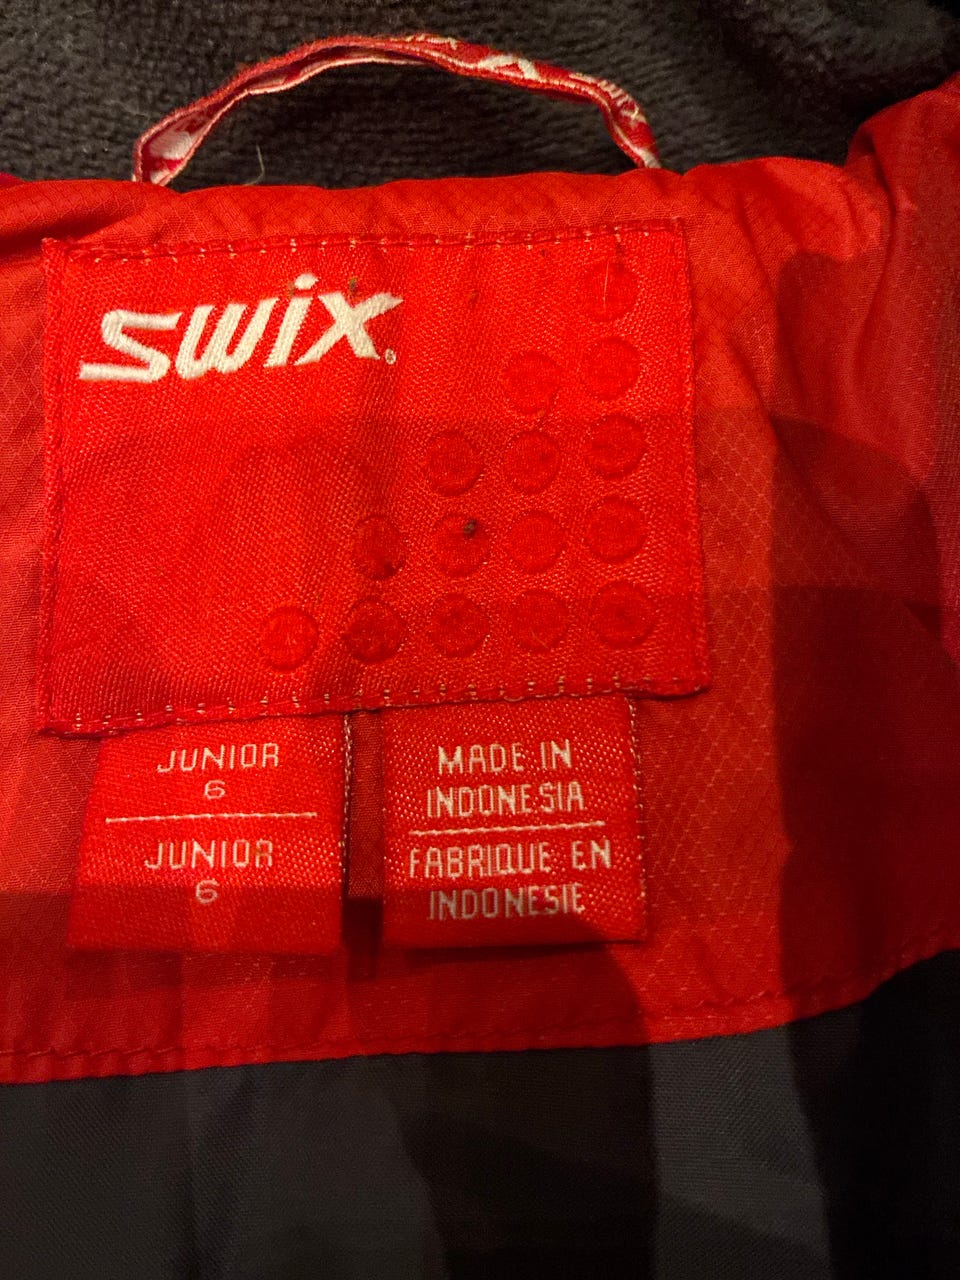 SWiX®
JUNIOR
6
JUNIOR
6
MADE IN
INDONESIA
FABRIQUE EN
INDONESIE